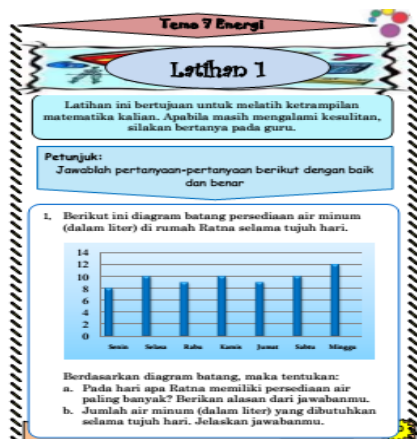 Tema 7 Energi
Latihan 1
Latihan ini bertujuan untuk melatih ketrampilan
matematika kalian. Apabila masih mengalami kesulitan,
silakan bertanya pada guru.
Petunjuk:
Jawablah pertanyaan-pertanyaan berikut dengan baik
dan benar
1. Berikut ini diagram batang persediaan air minum
(dalam liter) di rumah Ratna selama tujuh hari.
14
12
10
8
6
4
2
0
Senin Selasa Rabu Kamis Jumat Sabtu Minggu
Berdasarkan diagram batang, maka tentukan:
a. Pada hari apa Ratna memiliki persediaan air
paling banyak? Berikan alasan dari jawabanmu.
b. Jumlah air minum (dalam liter) yang dibutuhkan
selama tujuh hari. Jelaskan jawabanmu.